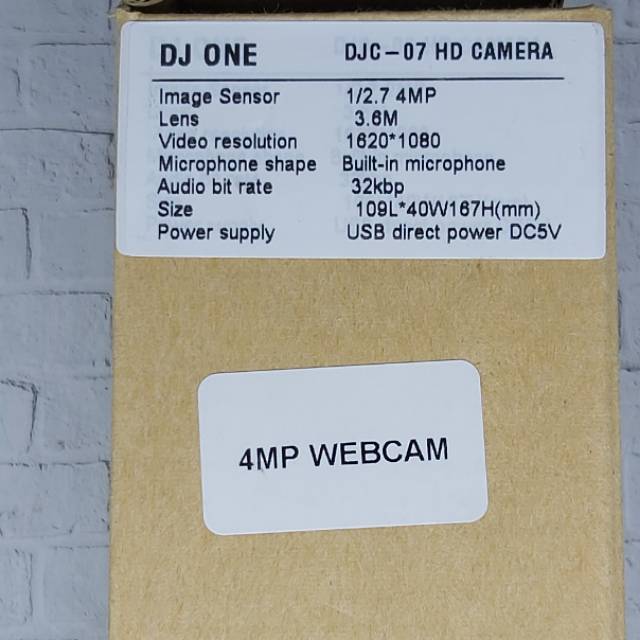 DJ ONE DJC-07 HD CAMERA
Image Sensor 1/2.7 4MP
Lens 3.6M
Video resolution 1620*1080
Microphone shape Built-in microphone
Audio bit rate 32kbp
Size 109L*40W167H(mm)
Power supply USB direct power DC5V
4MP WEBCAM